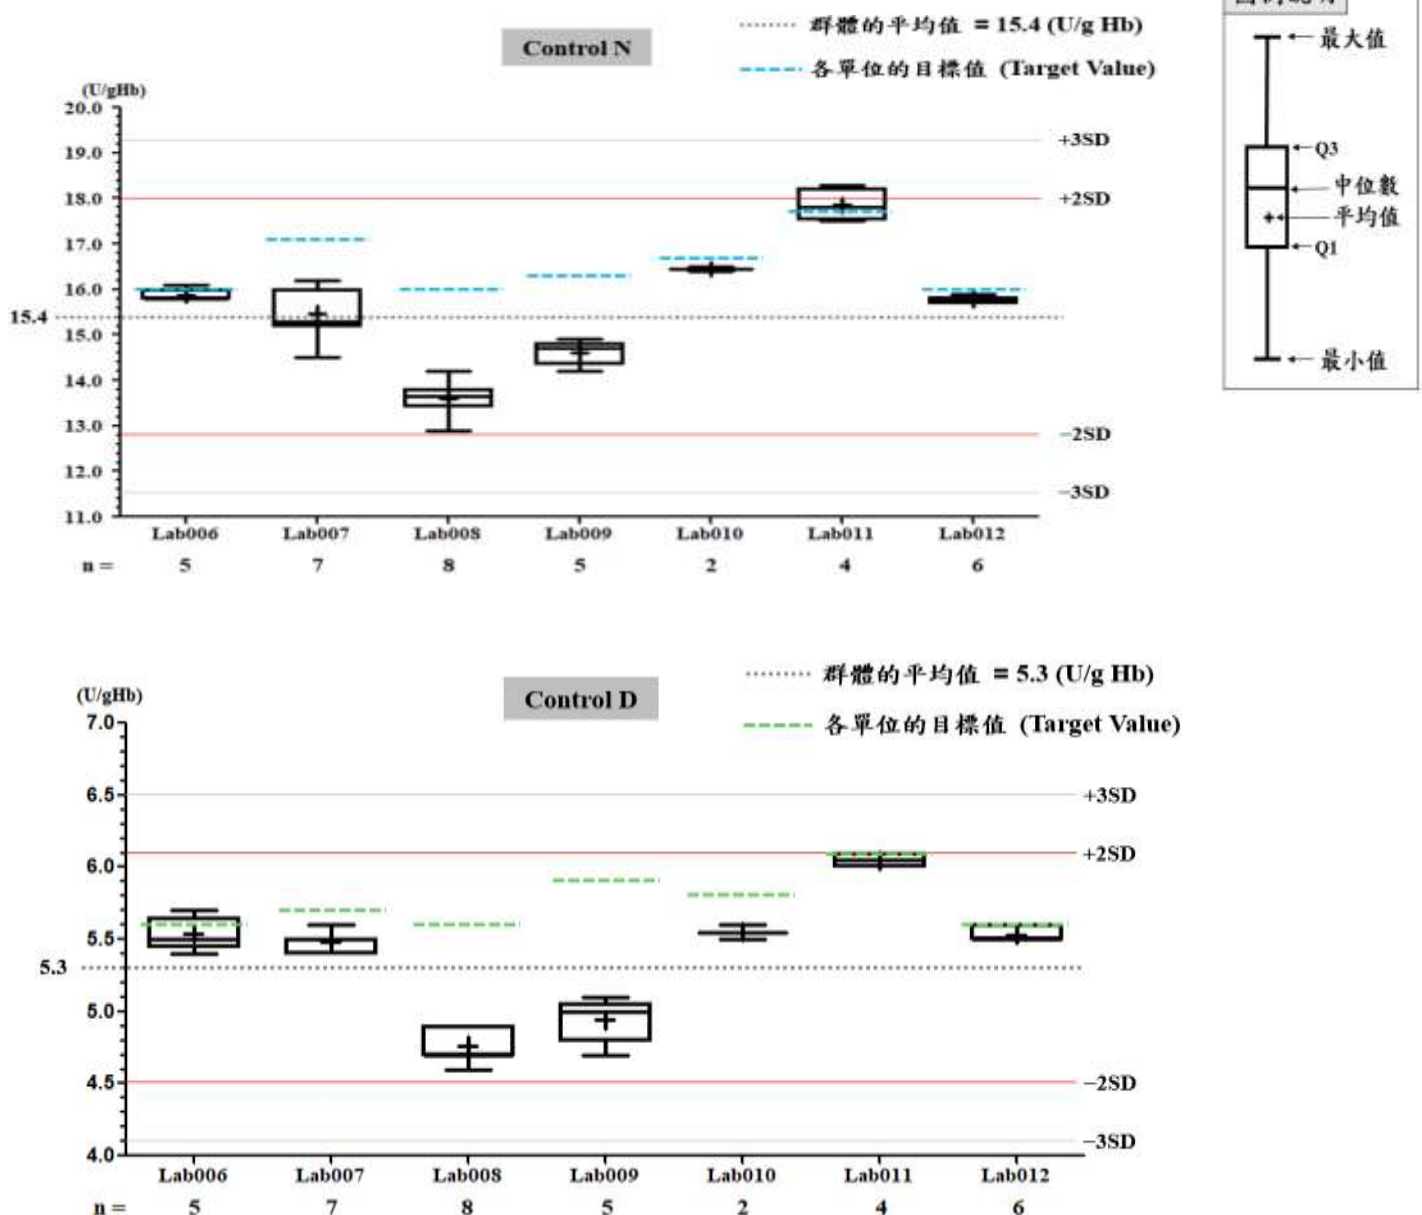 Control N
群體的平均值 = 15.4 (U/g Hb)
各單位的目標值 (Target Value)
(U/gHb)
20.0
19.0
18.0
17.0
16.0
15.4
15.0
14.0
13.0
12.0
11.0
+3SD
+2SD
−2SD
−3SD
Lab006 Lab007 Lab008 Lab009 Lab010 Lab011 Lab012
n = 5 7 8 5 2 4 6
最大值
Q3
中位數
平均值
Q1
最小值
Control D
群體的平均值 = 5.3 (U/g Hb)
各單位的目標值 (Target Value)
(U/gHb)
7.0
6.5
6.0
5.5
5.3
5.0
4.5
4.0
+3SD
+2SD
−2SD
−3SD
Lab006 Lab007 Lab008 Lab009 Lab010 Lab011 Lab012
n = 5 7 8 5 2 4 6